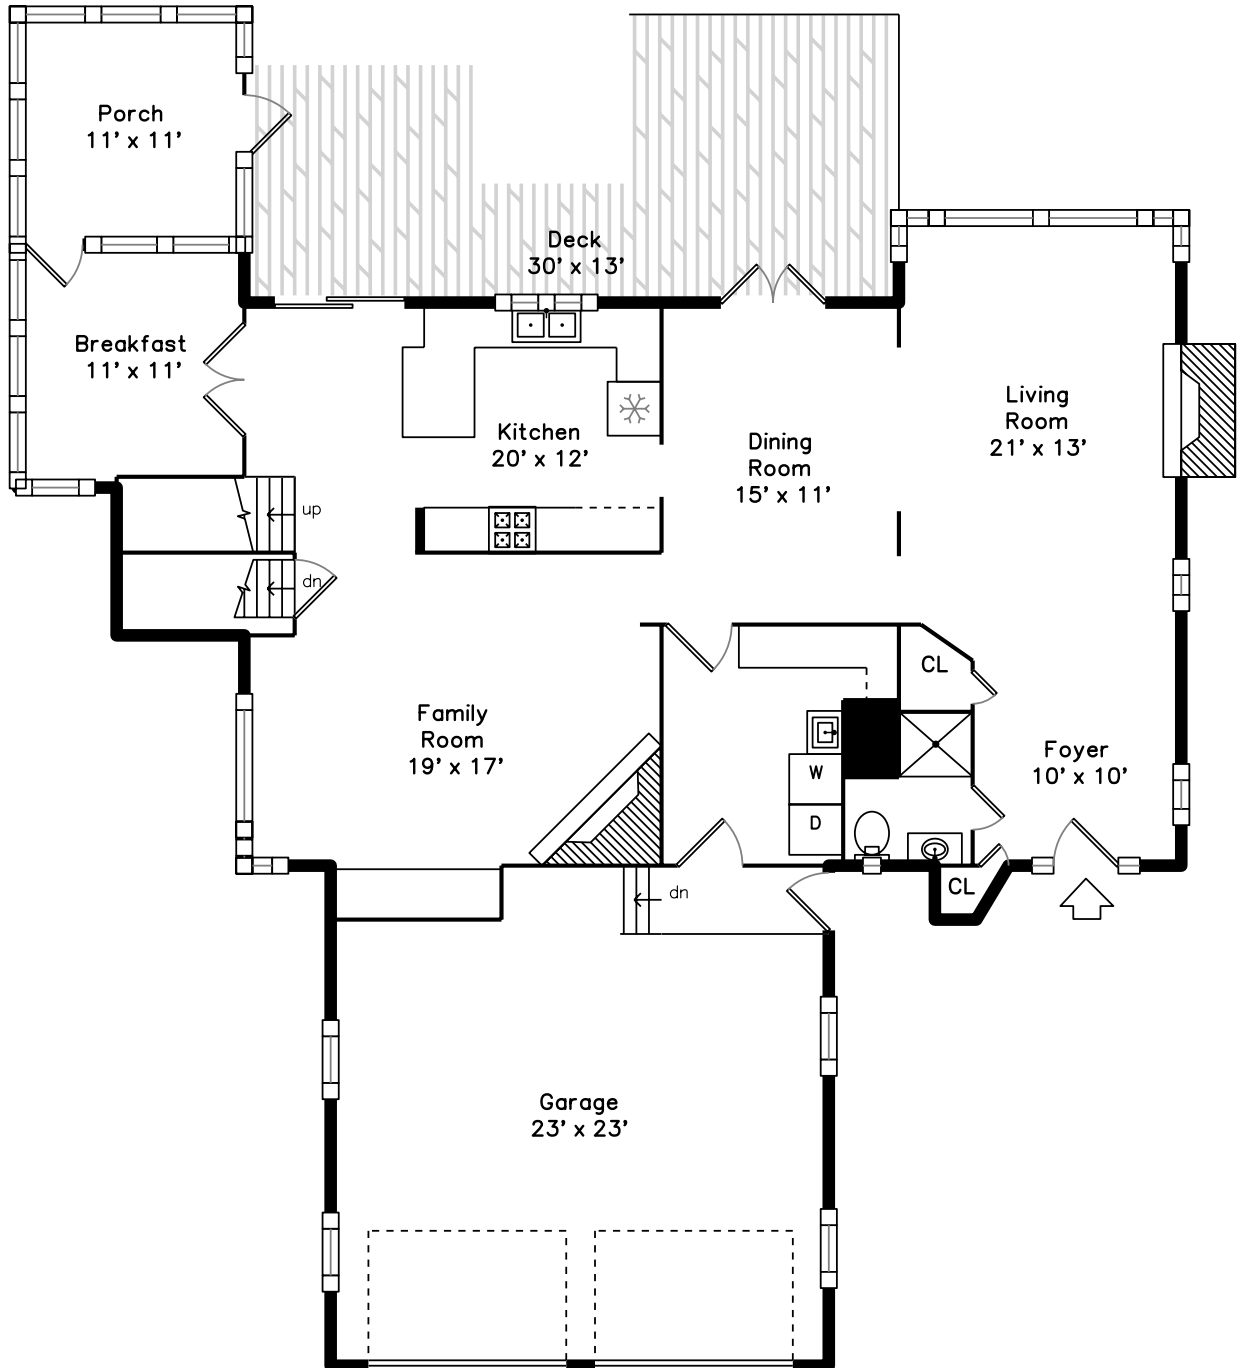 Porch
11' x 11'
Deck
30' x 13'
Breakfast
11' x 11'
Living
Room
21' x 13'
Kitchen
20' x 12'
Dining
Room
15' x 11'
up
dn
CL
Family
Room
19' x 17'
Foyer
10' x 10'
W
D
CL
dn
Garage
23' x 23'